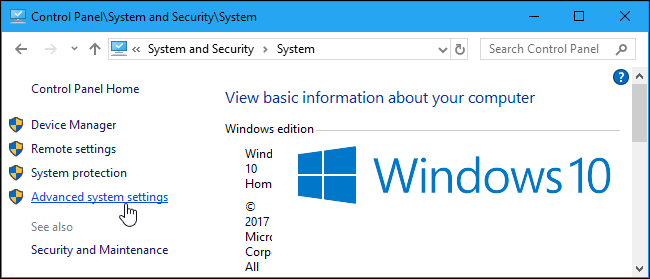 Control Panel\System and Security\System
« System and Security > System
Search Control Panel
?
Control Panel Home
Device Manager
Remote settings
System protection
Advanced system settings
See also
Security and Maintenance
View basic information about your computer
Windows edition
Wind
10
Hom
©
2017
Micro
Corp
All
Windows 10